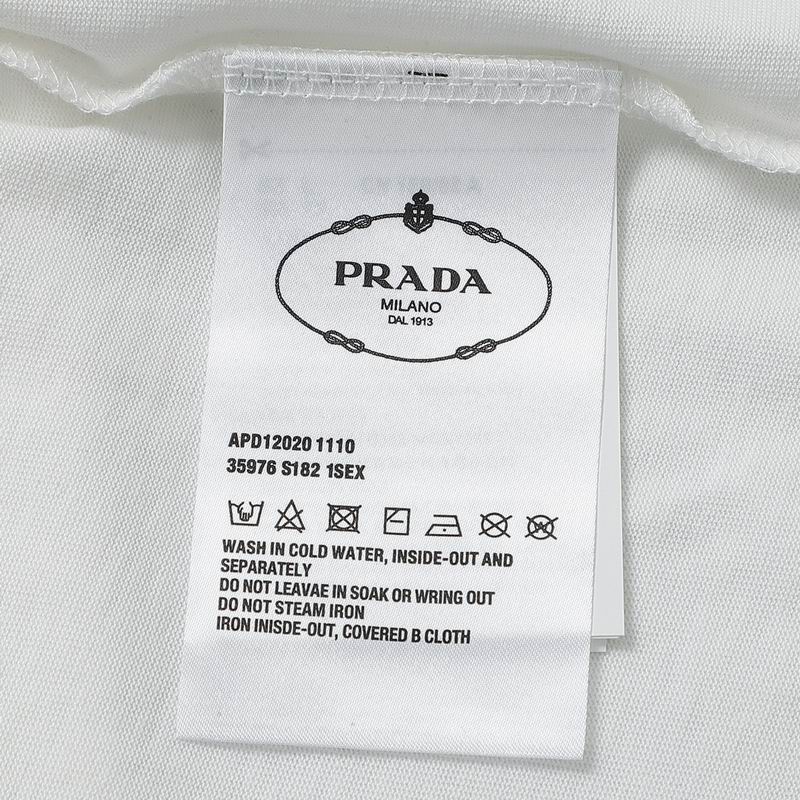 PRADA
MILANO
DAL 1913
APD12020 1110
35976 S182 1SEX
WASH IN COLD WATER, INSIDE-OUT AND
SEPARATELY
DO NOT LEAVAE IN SOAK OR WRING OUT
DO NOT STEAM IRON
IRON INISDE-OUT, COVERED B CLOTH